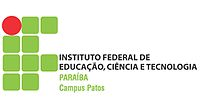 INSTITUTO FEDERAL DE
EDUCAÇÃO, CIÊNCIA E TECNOLOGIA
PARAÍBA
Campus Patos